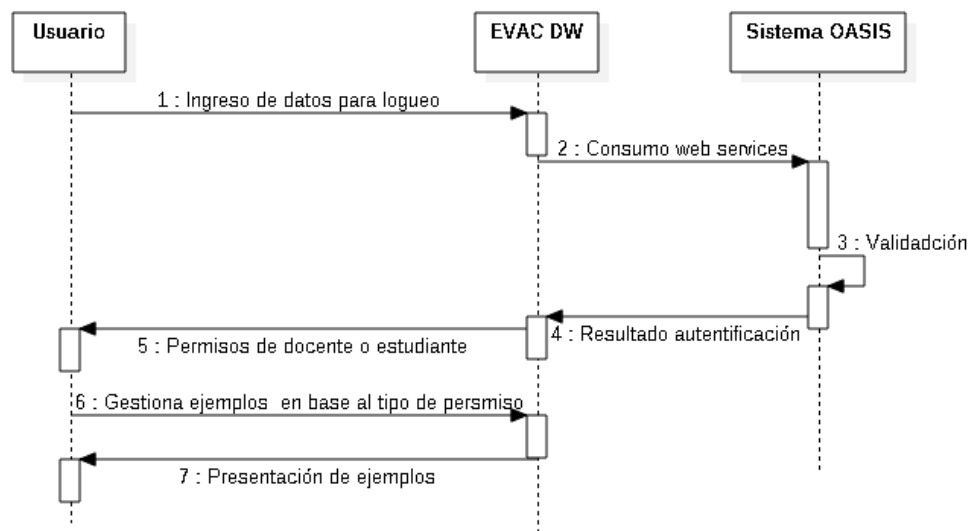 Usuario
EVAC DW
Sistema OASIS
1 : Ingreso de datos para logueo
2 : Consumo web services
3 : Validadción
4 : Resultado autentificación
5 : Permisos de docente o estudiante
6 : Gestiona ejemplos en base al tipo de persmiso
7 : Presentación de ejemplos